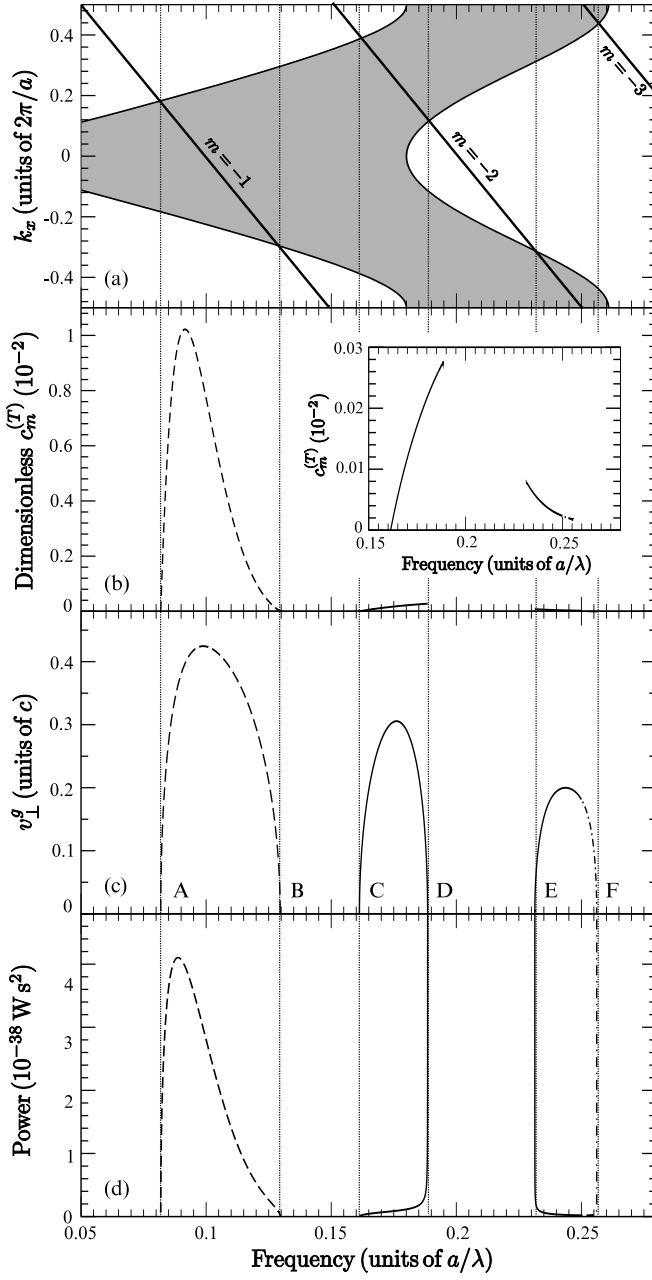 0.4
0.2
0
-0.2
-0.4
k_x (units of 2π/a)
m = −1
m = −2
m = −3
(a)
1
0.8
0.6
0.4
0.2
0
Dimensionless c_m^(T) (10^−2)
(b)
0.03
0.02
0.01
0
c_m^(T) (10^−2)
0.15
0.2
0.25
Frequency (units of a/λ)
0.4
0.3
0.2
0.1
0
v_⊥^g (units of c)
(c)
A
B
C
D
E
F
4
3
2
1
0
Power (10^−38 W s^2)
(d)
0.05
0.1
0.15
0.2
0.25
Frequency (units of a/λ)